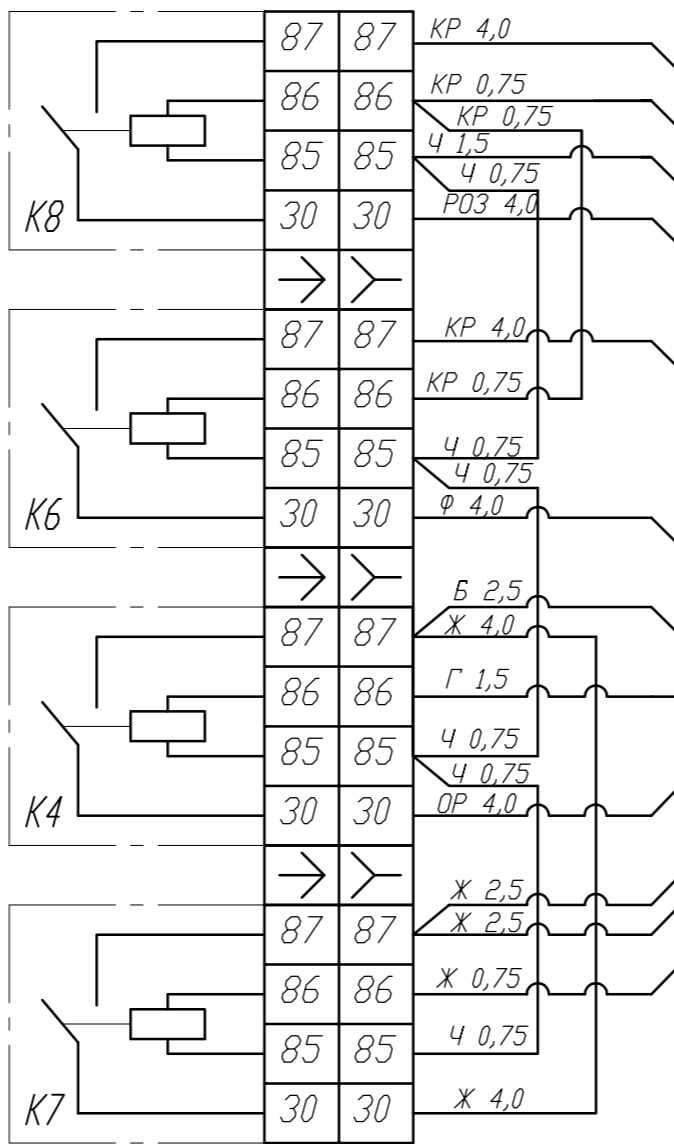 87 87 КР 4,0
86 86 КР 0,75
КР 0,75
85 85 Ч 1,5
Ч 0,75
К8 30 30 РОЗ 4,0
87 87 КР 4,0
86 86 КР 0,75
85 85 Ч 0,75
Ч 0,75
К6 30 30 Ф 4,0
Б 2,5
87 87 Ж 4,0
86 86 Г 1,5
85 85 Ч 0,75
Ч 0,75
К4 30 30 ОР 4,0
Ж 2,5
87 87 Ж 2,5
86 86 Ж 0,75
85 85 Ч 0,75
К7 30 30 Ж 4,0